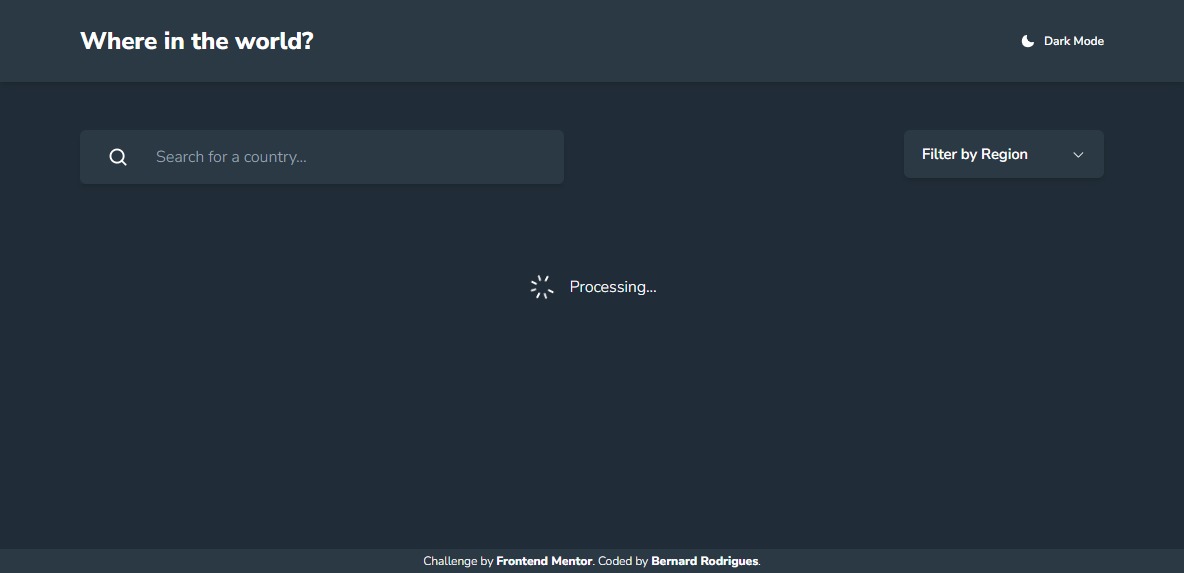 Where in the world?
Dark Mode
Search for a country...
Filter by Region
Processing...
Challenge by Frontend Mentor. Coded by Bernard Rodrigues.